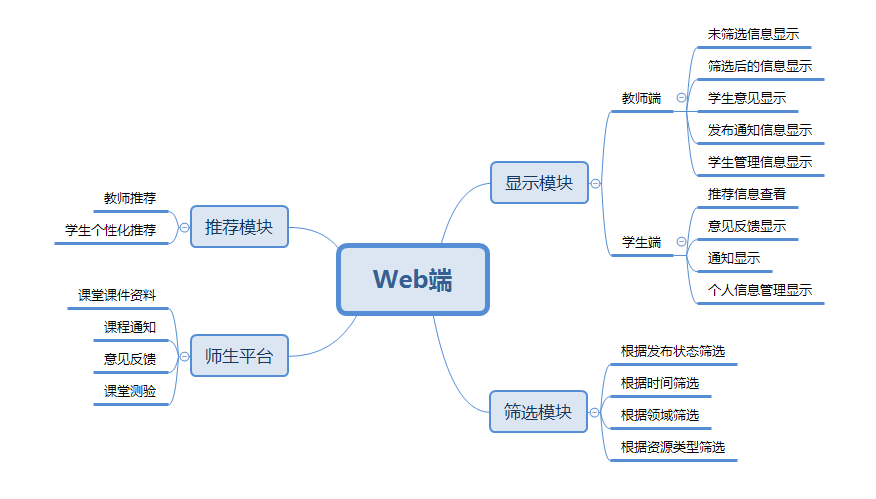 Web端
显示模块
教师端
未筛选信息显示
筛选后的信息显示
学生意见显示
发布通知信息显示
学生管理信息显示
学生端
推荐信息查看
意见反馈显示
通知显示
个人信息管理显示
筛选模块
根据发布状态筛选
根据时间筛选
根据领域筛选
根据资源类型筛选
推荐模块
教师推荐
学生个性化推荐
师生平台
课堂课件资料
课程通知
意见反馈
课堂测验